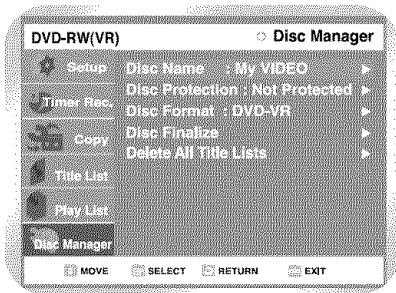 DVD-RW(VR) Disc Manager
Setup
Timer Rec.
Copy
Title List
Play List
Disc Manager
Disc Name : My VIDEO
Disc Protection : Not Protected
Disc Format : DVD-VR
Disc Finalize
Delete All Title Lists
MOVE SELECT RETURN EXIT